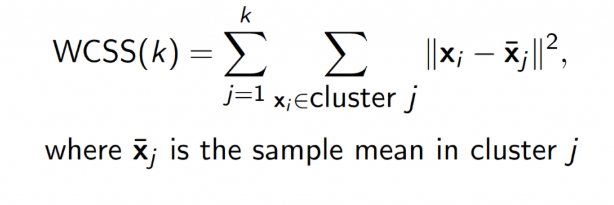 WCSS(k) = ∑_{j=1}^{k} ∑_{𝐱_i ∈ cluster j} ‖𝐱_i − 𝐱̄_j‖²,
where 𝐱̄_j is the sample mean in cluster j